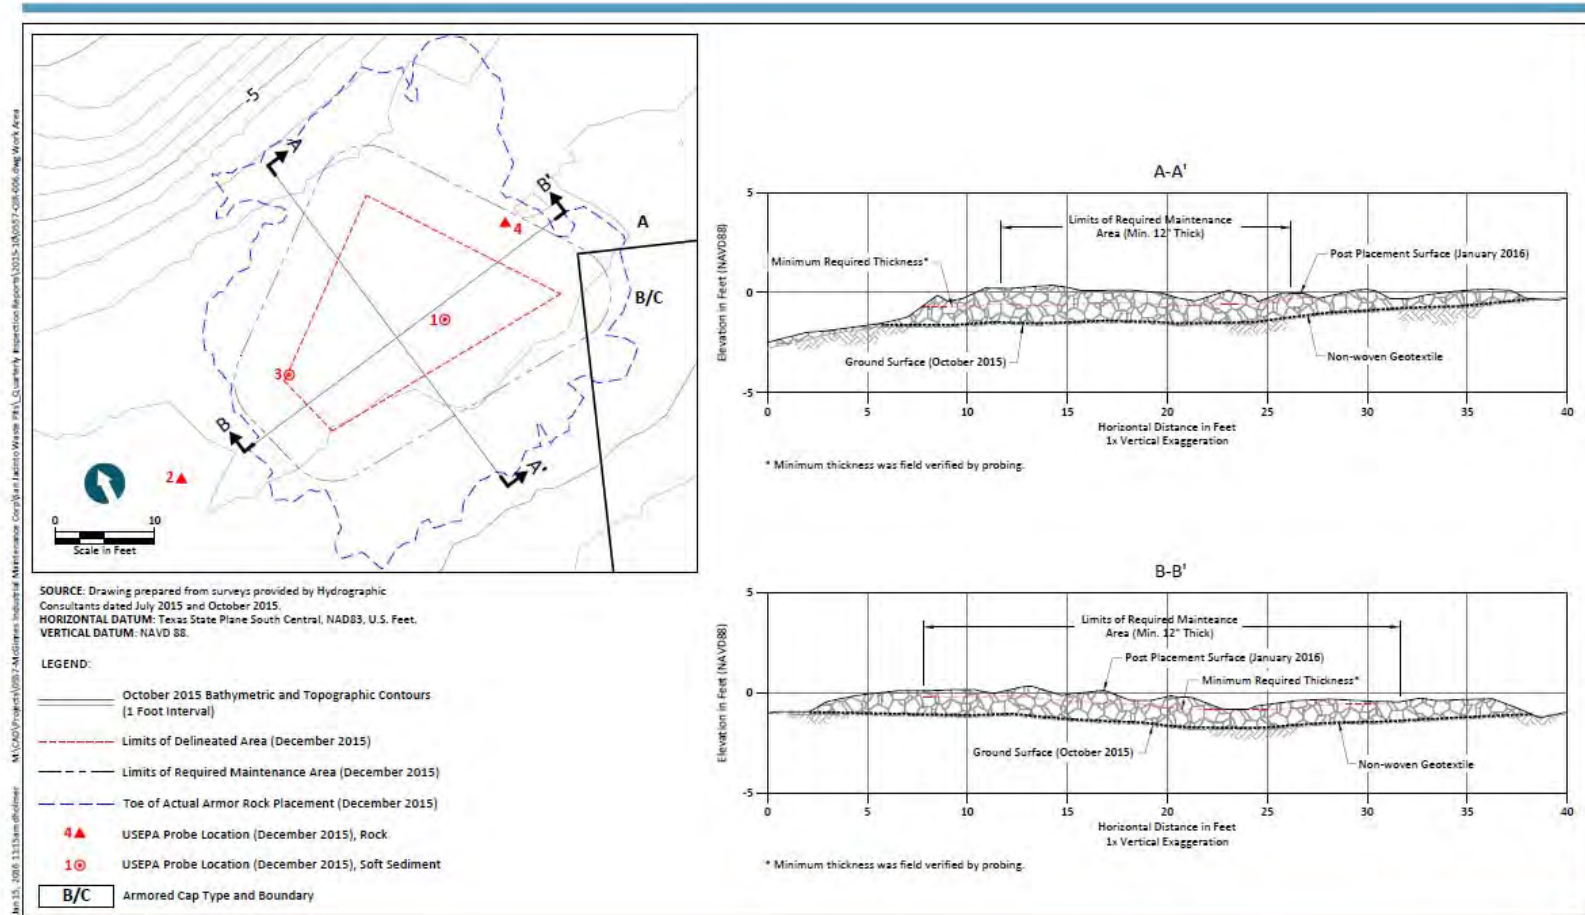 -5
A
B'
4
A
B/C
1
3
B
A'
2
0 10
Scale in Feet
SOURCE: Drawing prepared from surveys provided by Hydrographic
Consultants dated July 2015 and October 2015.
HORIZONTAL DATUM: Texas State Plane South Central, NAD83, U.S. Feet.
VERTICAL DATUM: NAVD 88.
LEGEND:
October 2015 Bathymetric and Topographic Contours
(1 Foot Interval)
Limits of Delineated Area (December 2015)
Limits of Required Maintenance Area (December 2015)
Toe of Actual Armor Rock Placement (December 2015)
4 USEPA Probe Location (December 2015), Rock
1 USEPA Probe Location (December 2015), Soft Sediment
B/C Armored Cap Type and Boundary
A-A'
5
Limits of Required Maintenance
Area (Min. 12" Thick)
Minimum Required Thickness*
Post Placement Surface (January 2016)
0
Ground Surface (October 2015)
Non-woven Geotextile
-5
Elevation in Feet (NAVD88)
0 5 10 15 20 25 30 35 40
Horizontal Distance in Feet
1x Vertical Exaggeration
* Minimum thickness was field verified by probing.
B-B'
5
Limits of Required Mainteance
Area (Min. 12" Thick)
Post Placement Surface (January 2016)
Minimum Required Thickness*
0
Ground Surface (October 2015)
Non-woven Geotextile
-5
Elevation in Feet (NAVD88)
0 5 10 15 20 25 30 35 40
Horizontal Distance in Feet
1x Vertical Exaggeration
* Minimum thickness was field verified by probing.